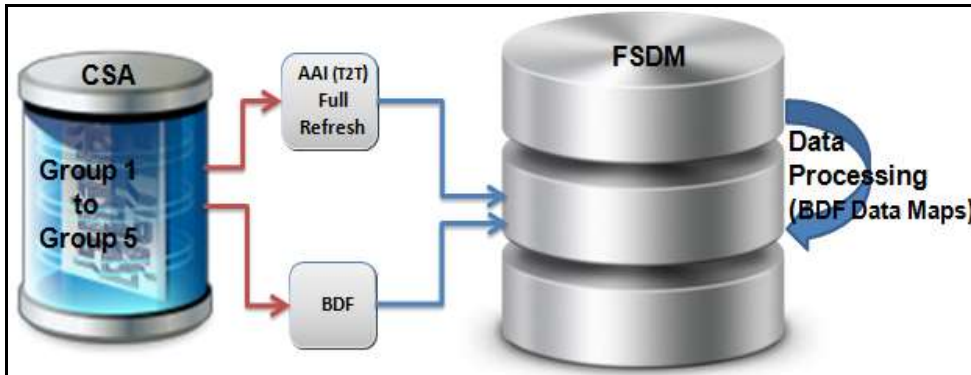 CSA
Group 1
to
Group 5
AAI (T2T)
Full
Refresh
BDF
FSDM
Data
Processing
(BDF Data Maps)